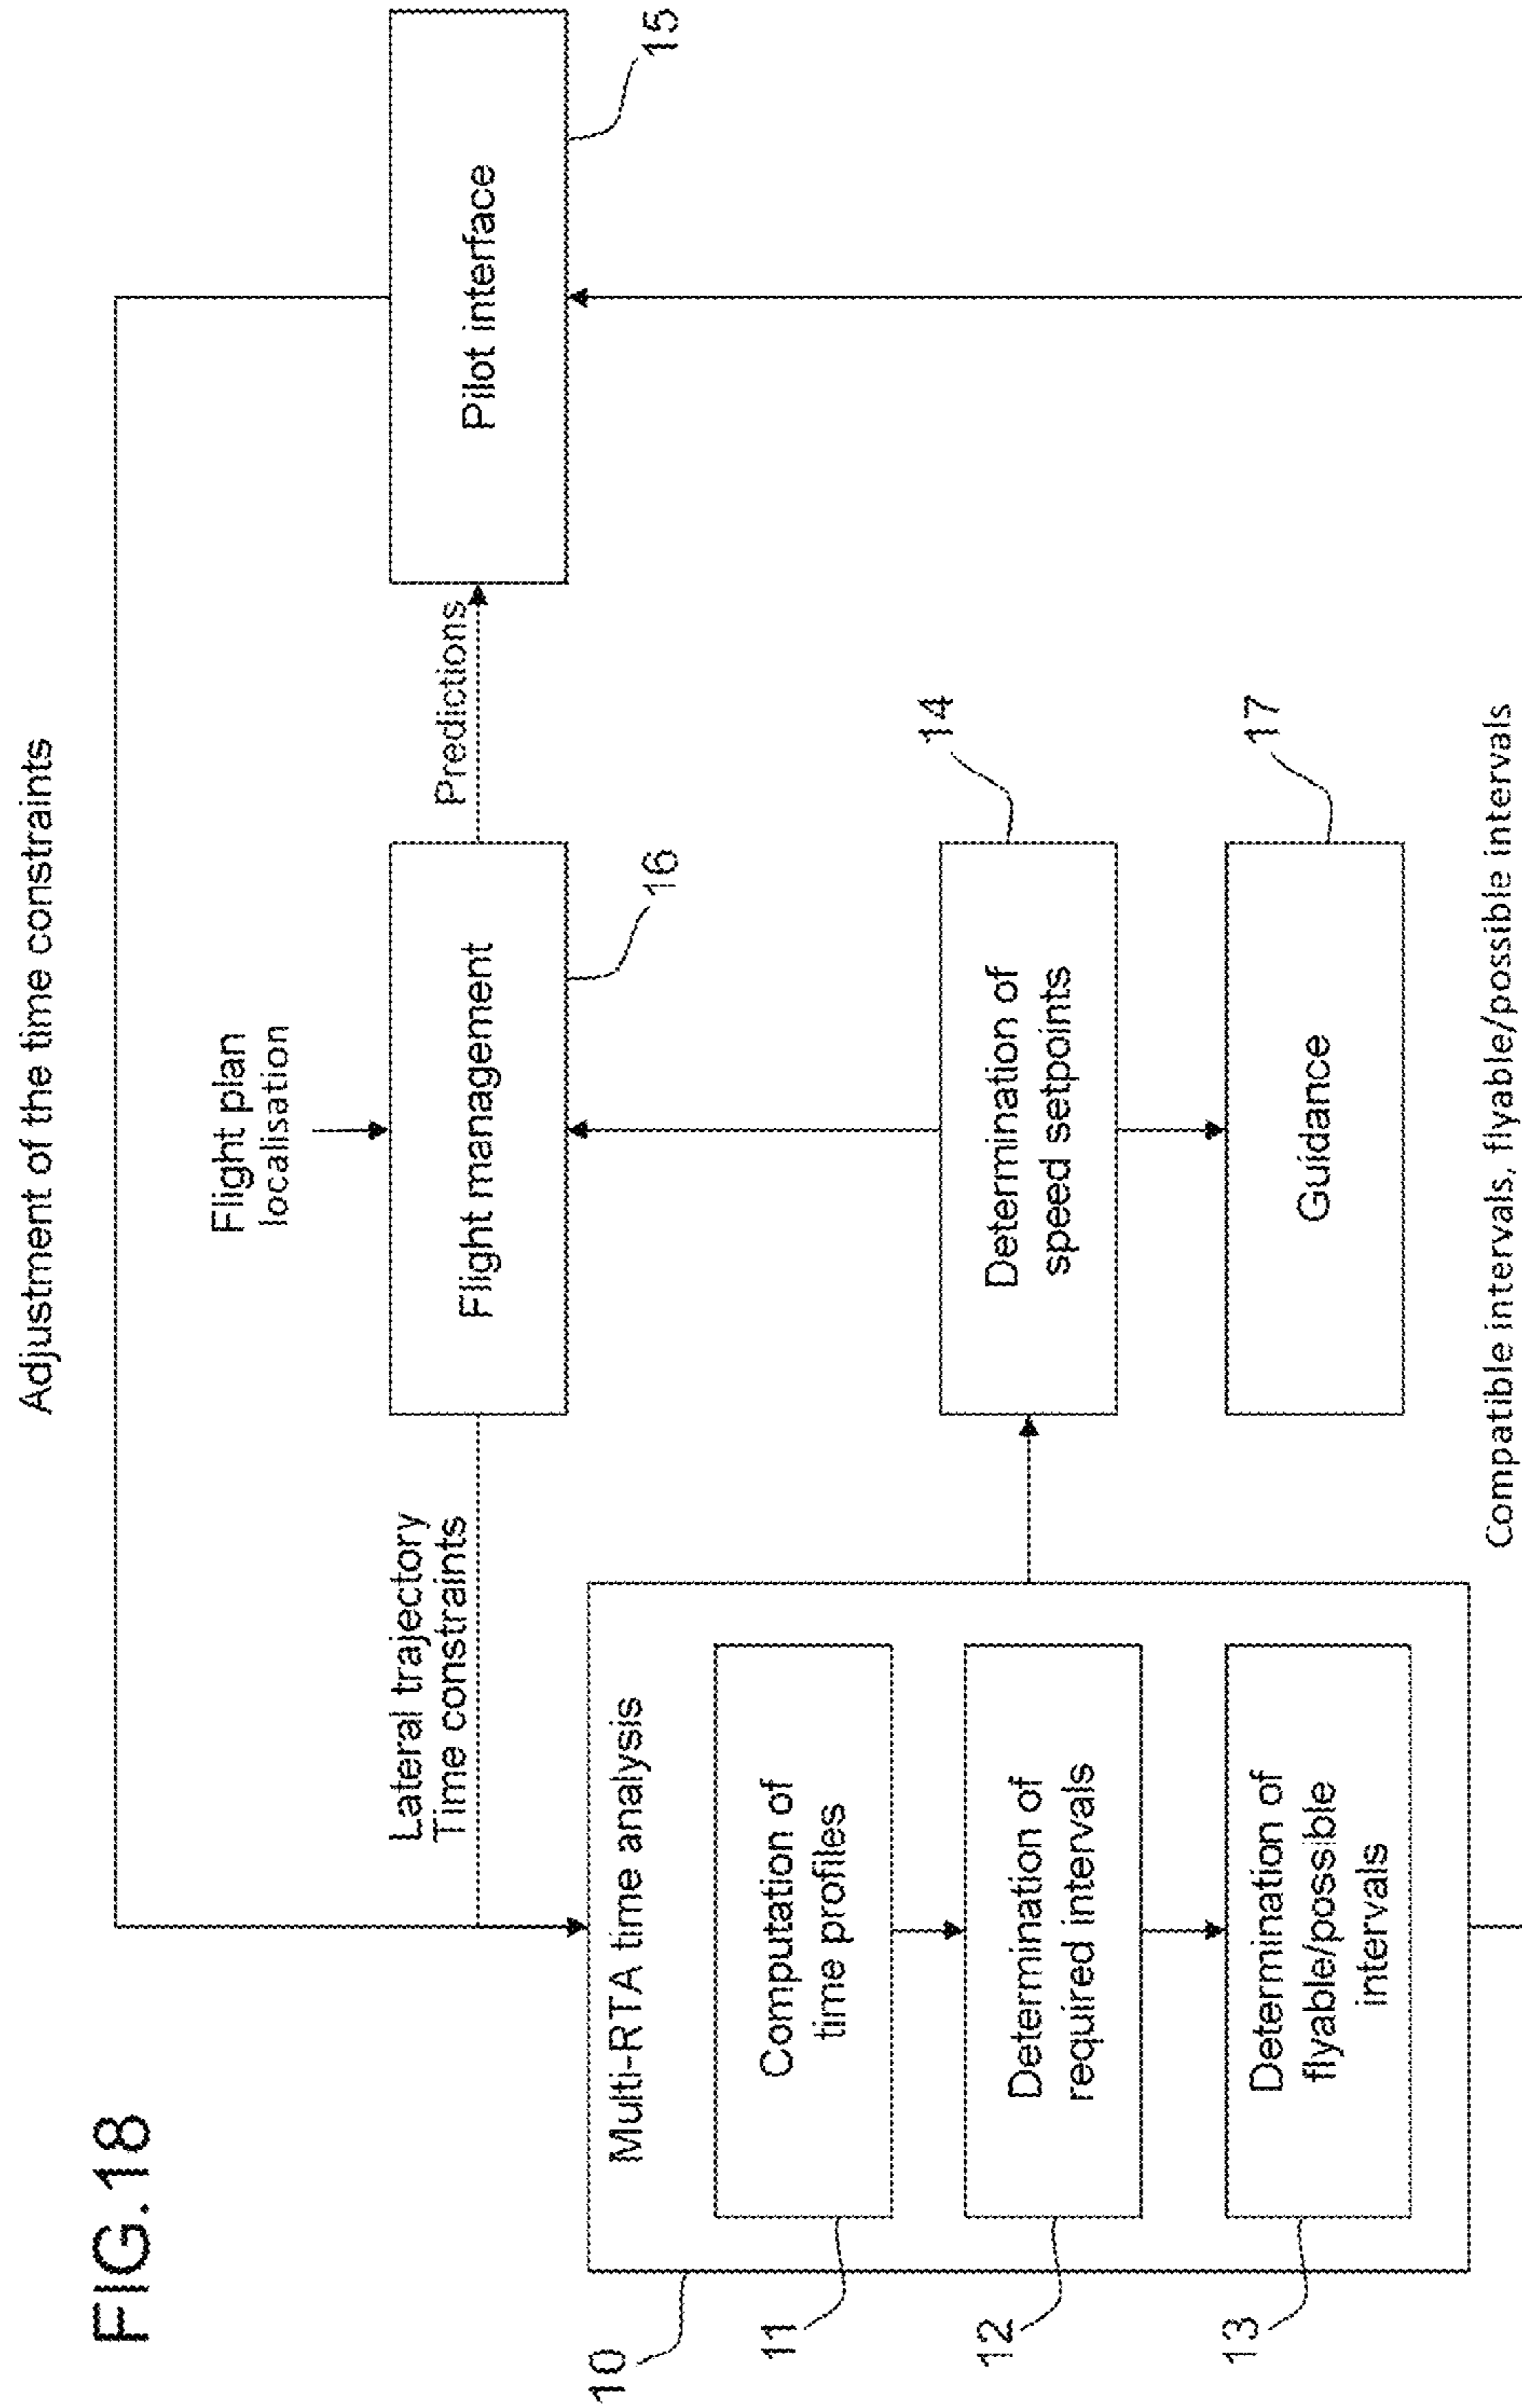 FIG.18
Adjustment of the time constraints
Flight plan
localisation
Lateral trajectory
Time constraints
Flight management
16
Predictions
Pilot interface
15
10
Multi-RTA time analysis
11
Computation of
time profiles
12
Determination of
required intervals
13
Determination of
flyable/possible
intervals
14
Determination of
speed setpoints
17
Guidance
Compatible intervals, flyable/possible intervals